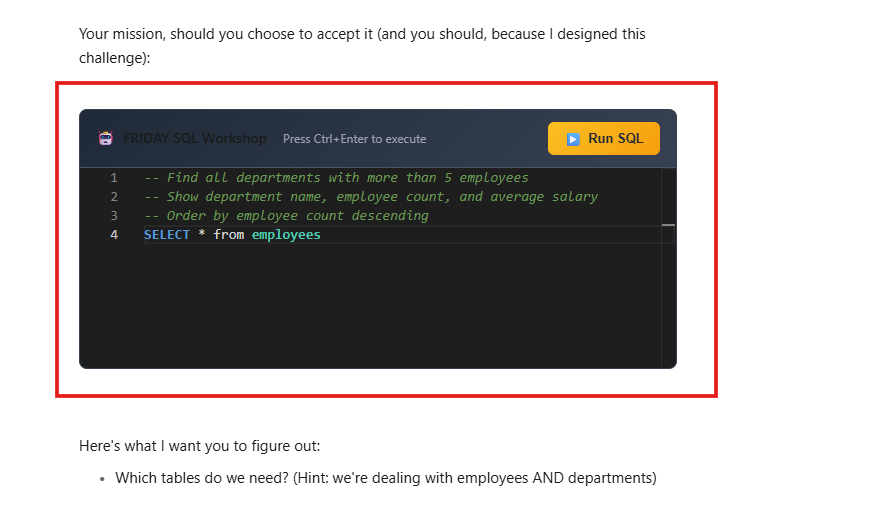 Your mission, should you choose to accept it (and you should, because I designed this
challenge):
FRIDAY SQL Workshop Press Ctrl+Enter to execute Run SQL
1 -- Find all departments with more than 5 employees
2 -- Show department name, employee count, and average salary
3 -- Order by employee count descending
4 SELECT * from employees
Here's what I want you to figure out:
• Which tables do we need? (Hint: we're dealing with employees AND departments)